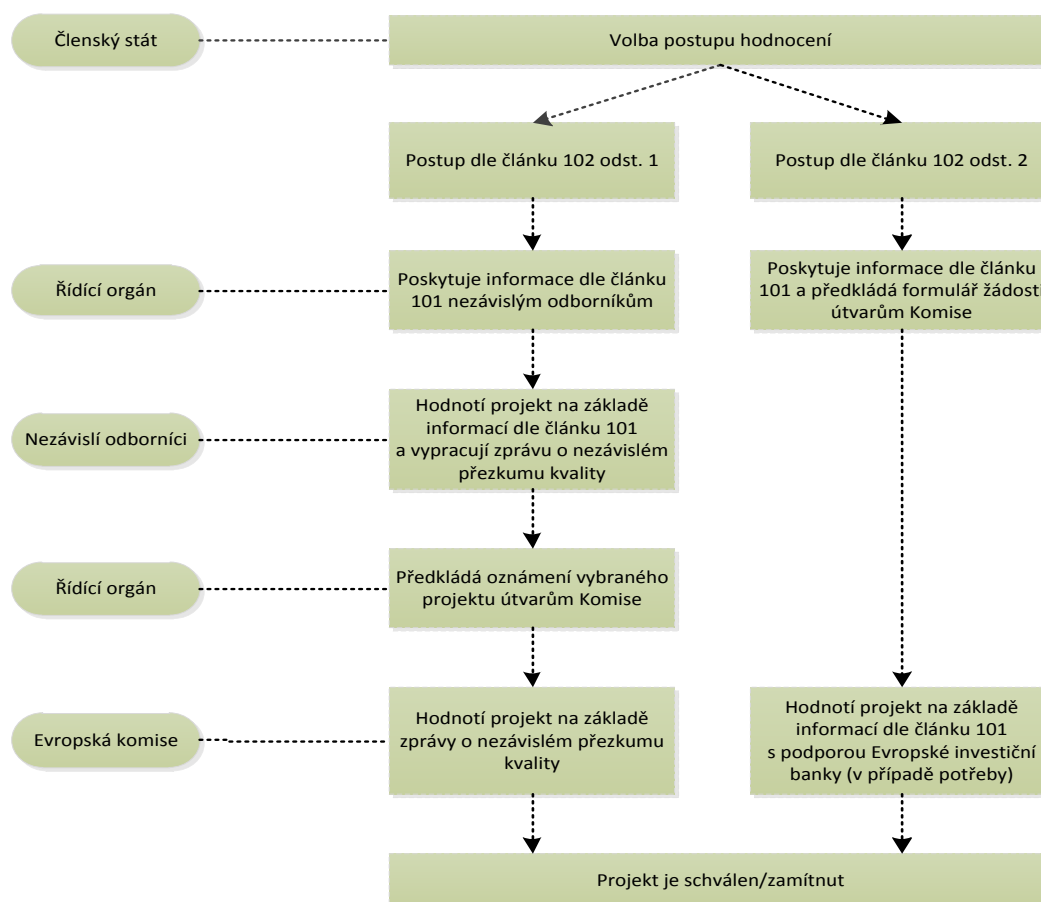 Členský stát
Volba postupu hodnocení
Postup dle článku 102 odst. 1
Postup dle článku 102 odst. 2
Řídící orgán
Poskytuje informace dle článku
101 nezávislým odborníkům
Poskytuje informace dle článku
101 a předkládá formulář žádosti
útvarům Komise
Nezávislí odborníci
Hodnotí projekt na základě
informací dle článku 101
a vypracují zprávu o nezávislém
přezkumu kvality
Řídící orgán
Předkládá oznámení vybraného
projektu útvarům Komise
Evropská komise
Hodnotí projekt na základě
zprávy o nezávislém přezkumu
kvality
Hodnotí projekt na základě
informací dle článku 101
s podporou Evropské investiční
banky (v případě potřeby)
Projekt je schválen/zamítnut